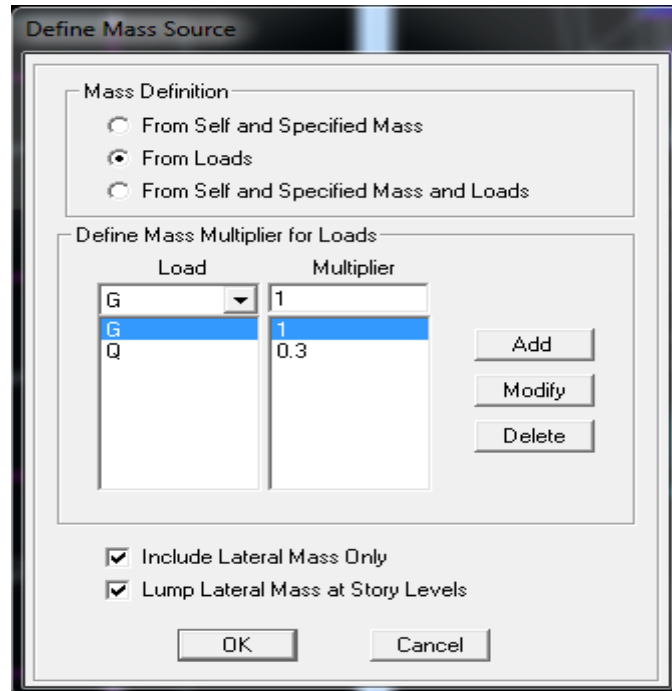 Define Mass Source
Mass Definition
From Self and Specified Mass
From Loads
From Self and Specified Mass and Loads
Define Mass Multiplier for Loads
Load Multiplier
G 1
G 1
Q 0.3
Add
Modify
Delete
Include Lateral Mass Only
Lump Lateral Mass at Story Levels
OK Cancel